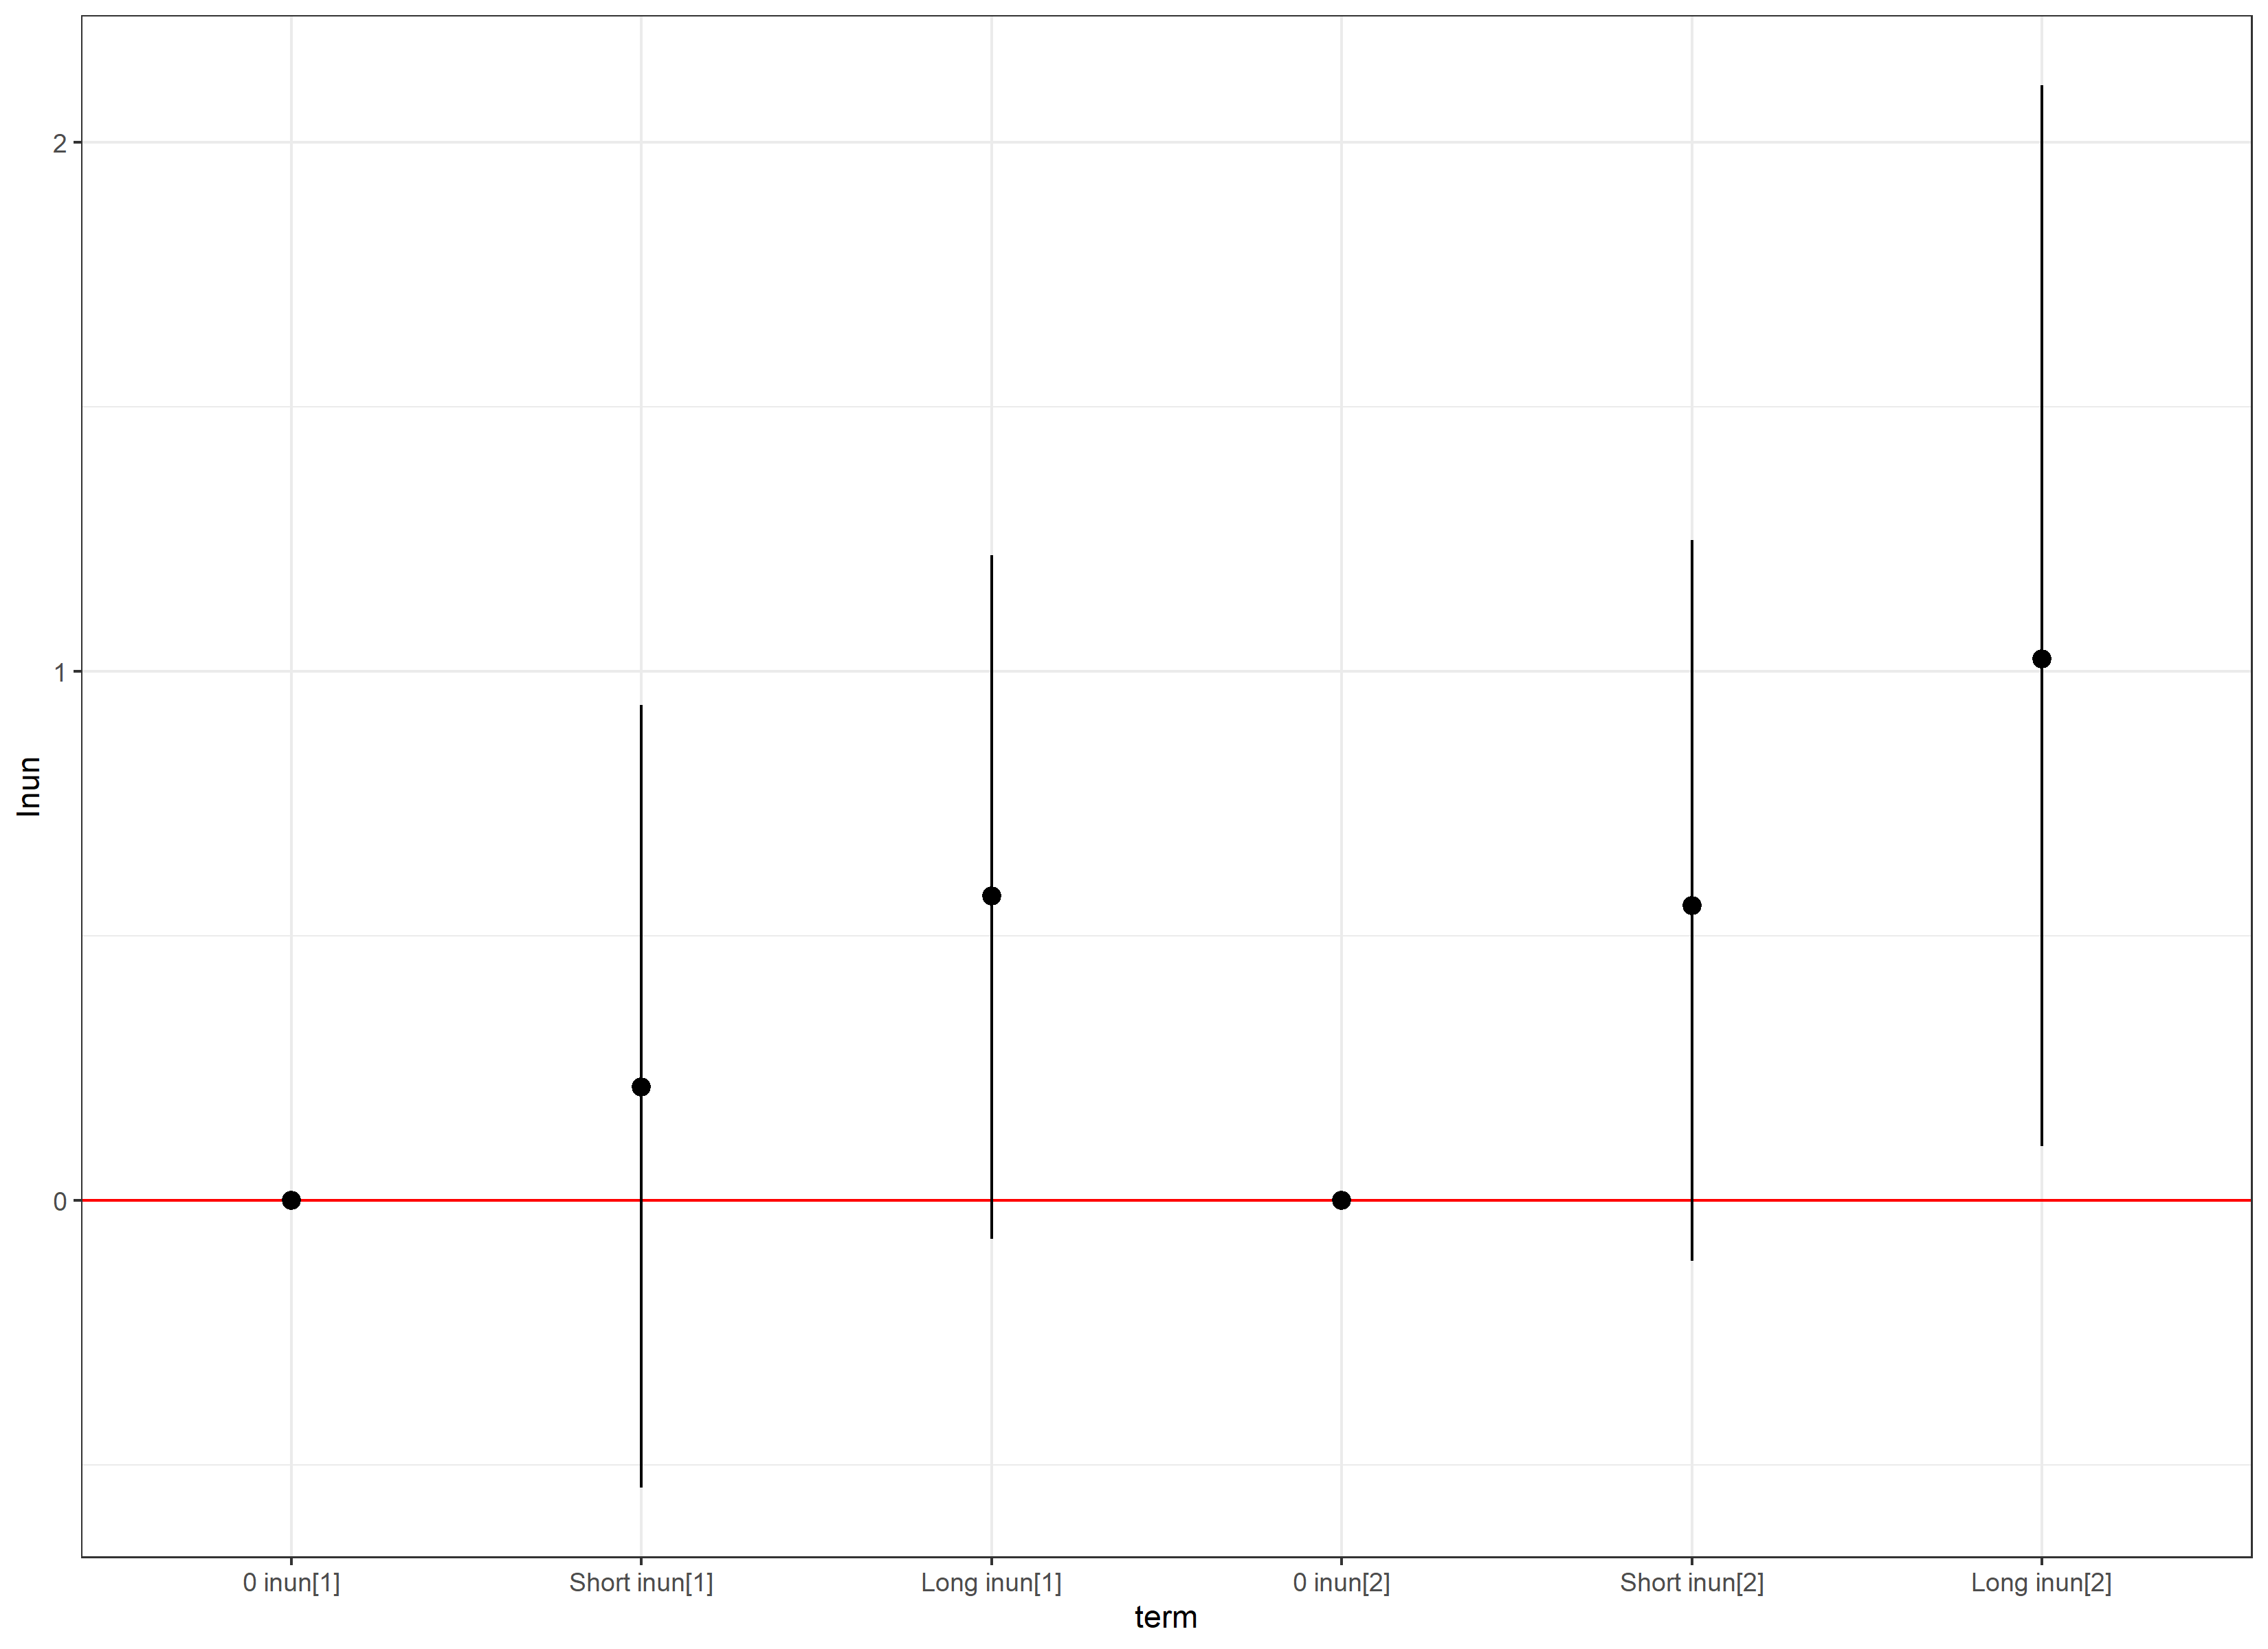 2
1
0
Inun
0 inun[1] Short inun[1] Long inun[1] 0 inun[2] Short inun[2] Long inun[2]
term